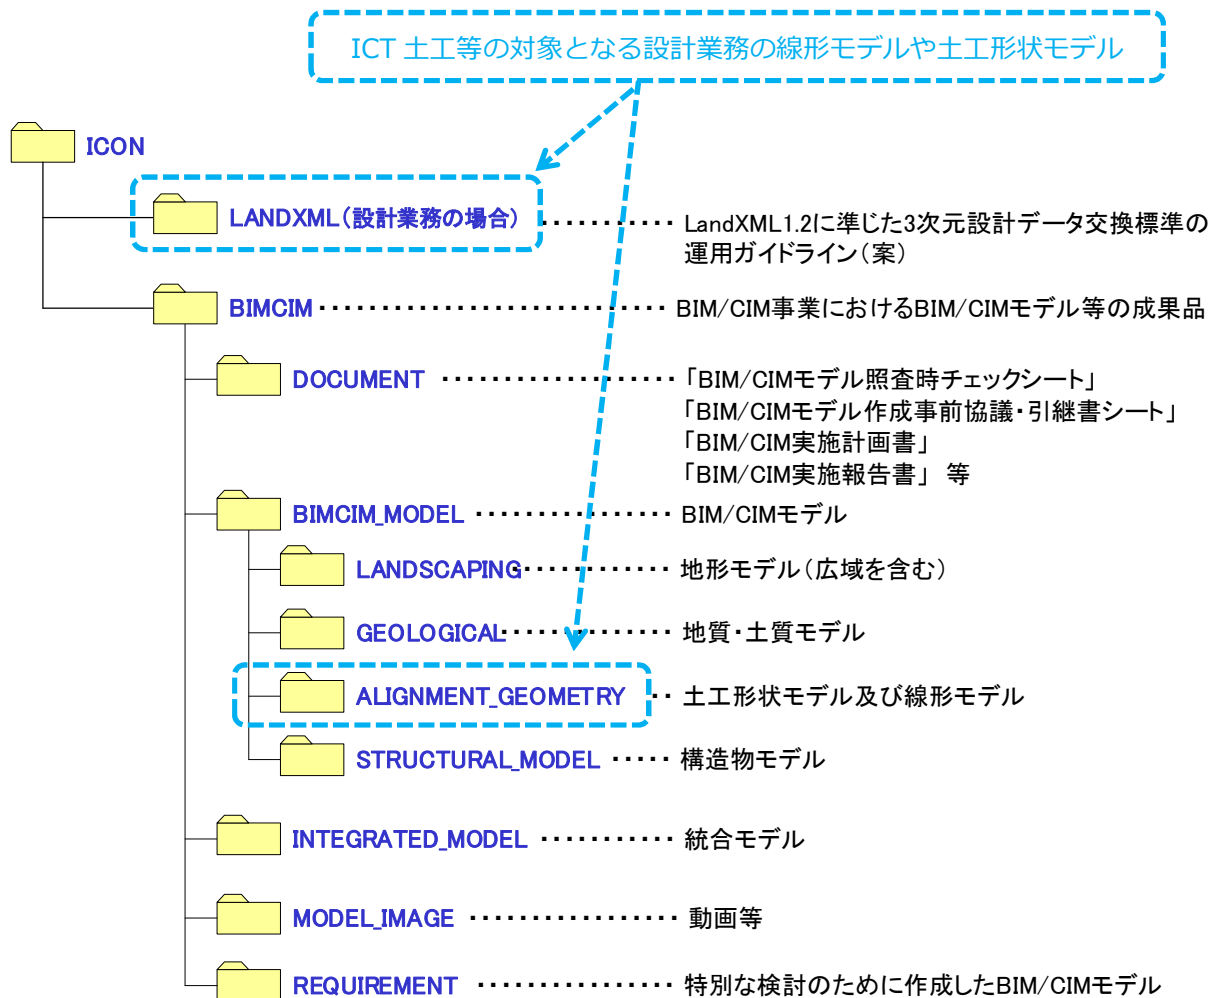 ICT 土工等の対象となる設計業務の線形モデルや土工形状モデル
ICON
LANDXML(設計業務の場合) ・・・・・・・・・・・ LandXML1.2に準じた3次元設計データ交換標準の
運用ガイドライン(案)
BIMCIM ・・・・・・・・・・・・・・・・・・・・・・・・・・・・ BIM/CIM事業におけるBIM/CIMモデル等の成果品
DOCUMENT ・・・・・・・・・・・・・・・・・・・ 「BIM/CIMモデル照査時チェックシート」
「BIM/CIMモデル作成事前協議・引継書シート」
「BIM/CIM実施計画書」
「BIM/CIM実施報告書」 等
BIMCIM_MODEL ・・・・・・・・・・・・・・・・ BIM/CIMモデル
LANDSCAPING ・・・・・・・・・・・・・ 地形モデル(広域を含む)
GEOLOGICAL ・・・・・・・・・・・・・・ 地質・土質モデル
ALIGNMENT_GEOMETRY ・・ 土工形状モデル及び線形モデル
STRUCTURAL_MODEL ・・・・・ 構造物モデル
INTEGRATED_MODEL ・・・・・・・・・・・ 統合モデル
MODEL_IMAGE ・・・・・・・・・・・・・・・・・ 動画等
REQUIREMENT ・・・・・・・・・・・・・・・・ 特別な検討のために作成したBIM/CIMモデル